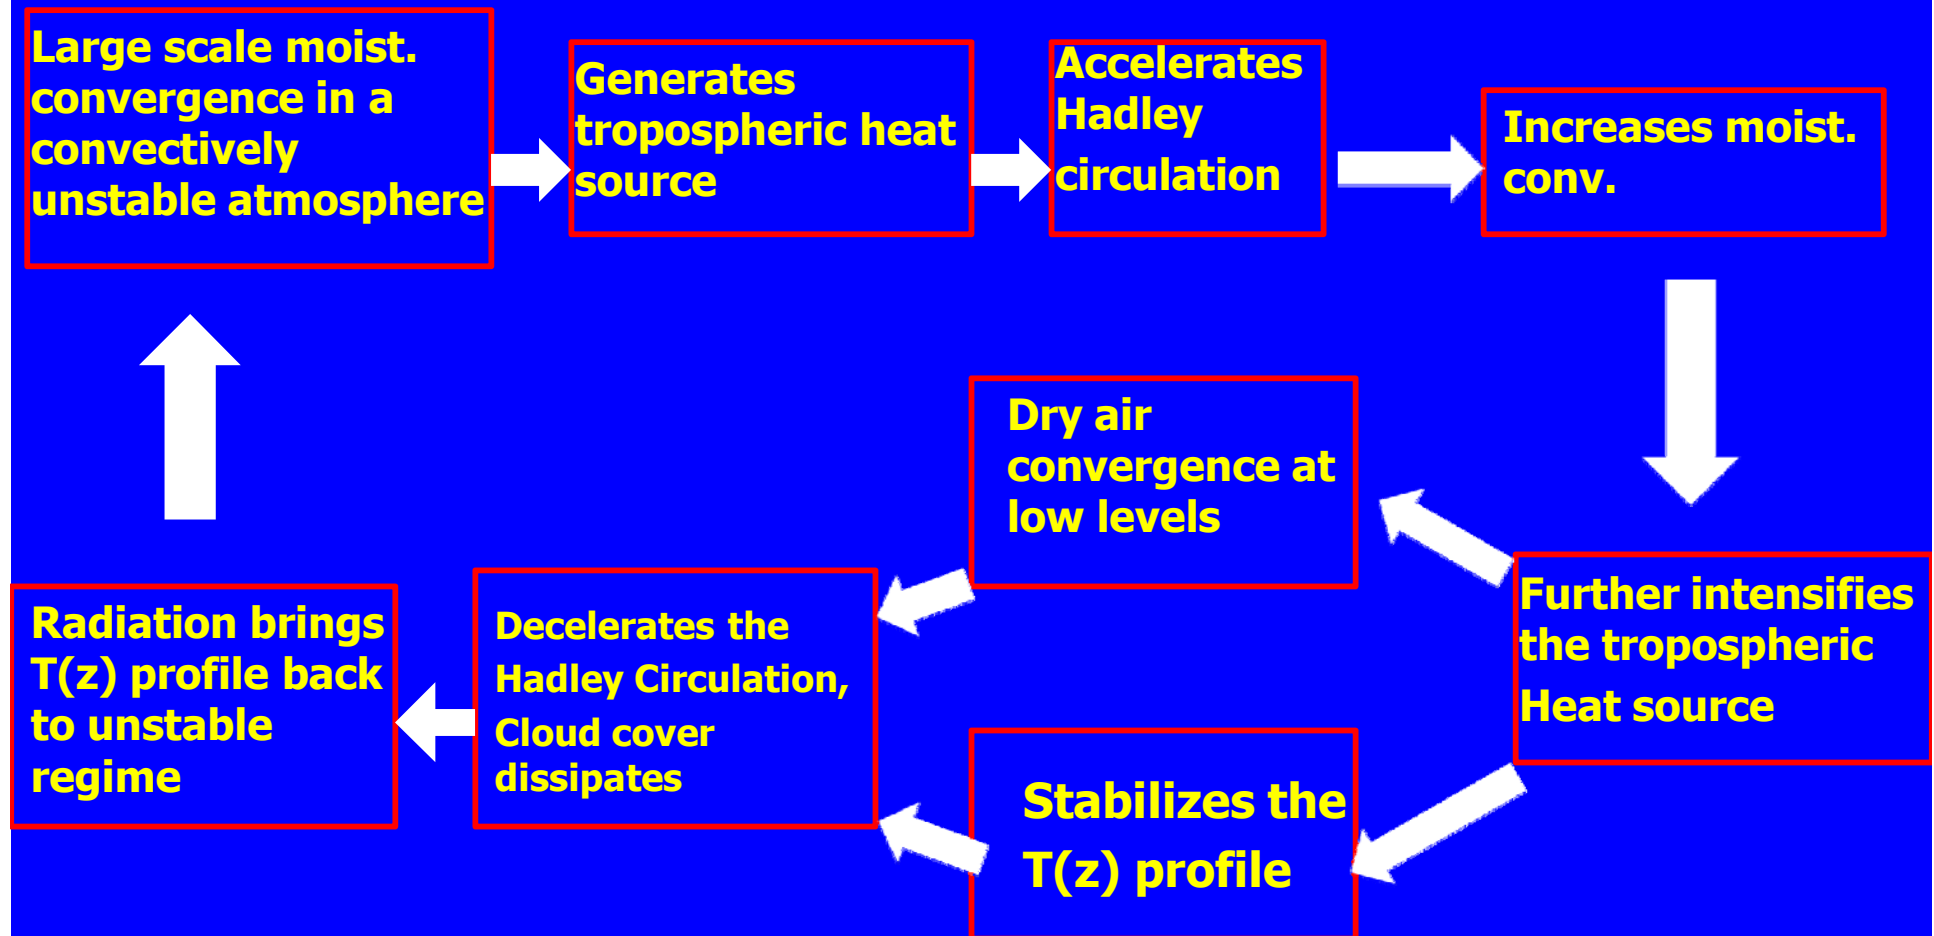 Large scale moist.
convergence in a
convectively
unstable atmosphere
Generates
tropospheric heat
source
Accelerates
Hadley
circulation
Increases moist.
conv.
Further intensifies
the tropospheric
Heat source
Dry air
convergence at
low levels
Stabilizes the
T(z) profile
Decelerates the
Hadley Circulation,
Cloud cover
dissipates
Radiation brings
T(z) profile back
to unstable
regime